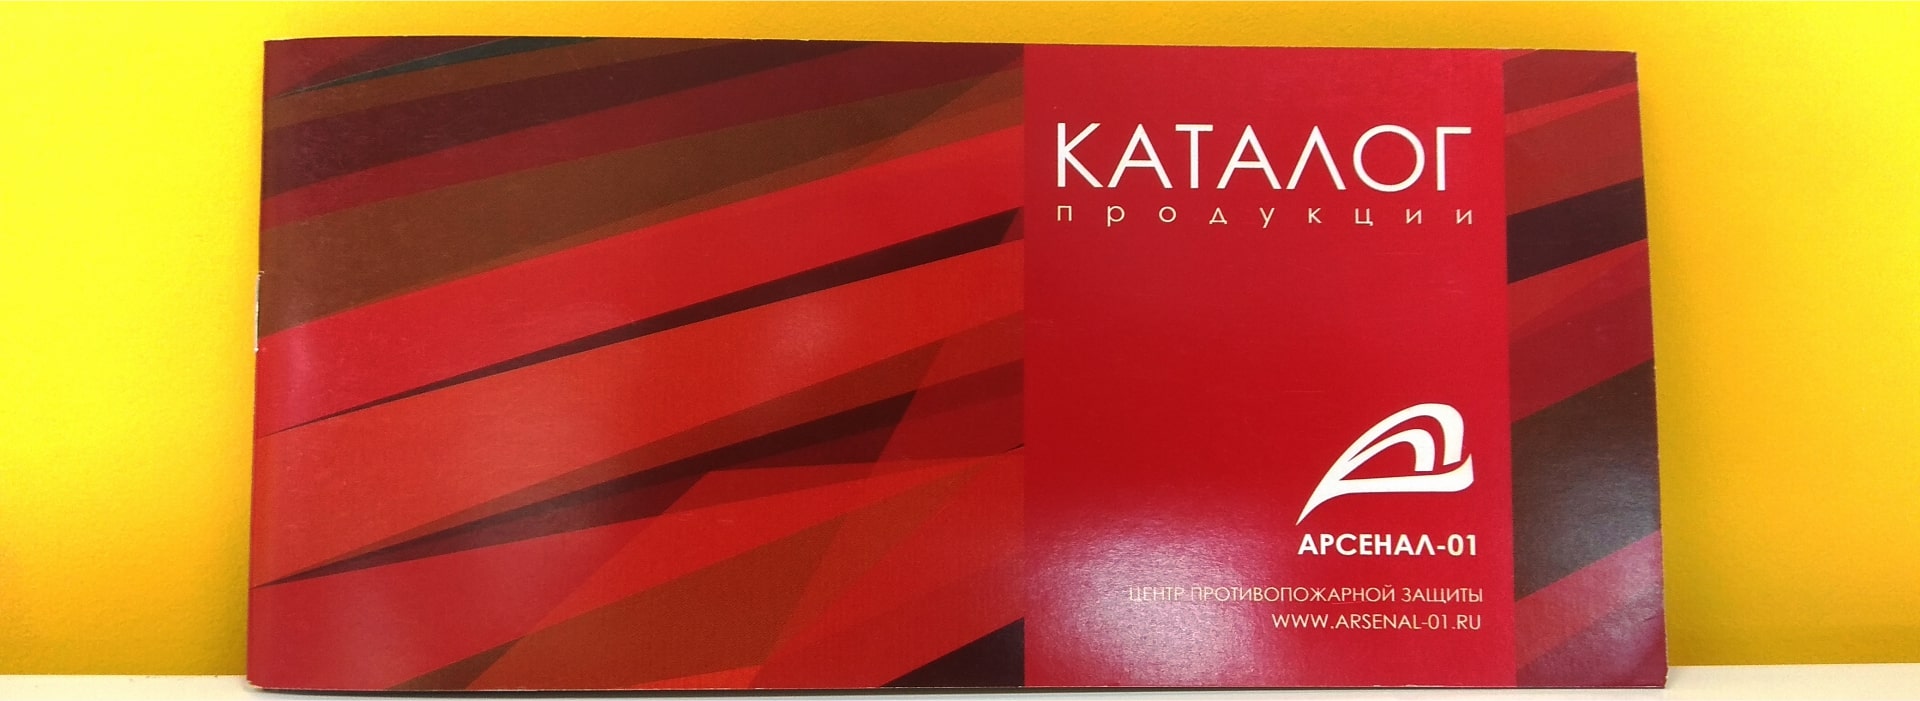 КАТАЛОГ
продукции
АРСЕНАЛ-01
ЦЕНТР ПРОТИВОПОЖАРНОЙ ЗАЩИТЫ
WWW.ARSENAL-01.RU